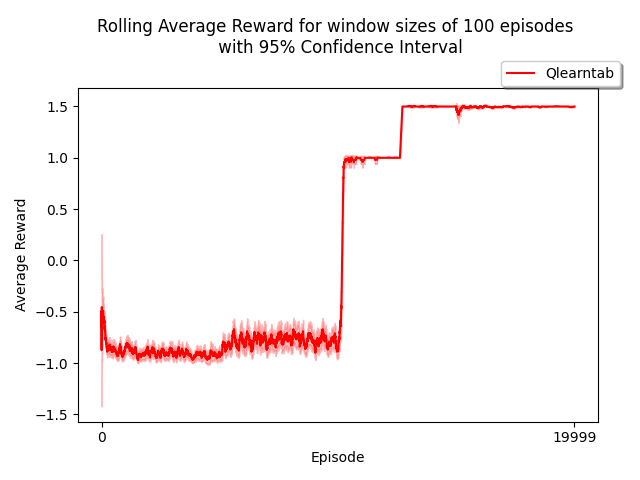 Rolling Average Reward for window sizes of 100 episodes
with 95% Confidence Interval
Qlearntab
1.5
1.0
0.5
0.0
−0.5
−1.0
−1.5
Average Reward
0
19999
Episode